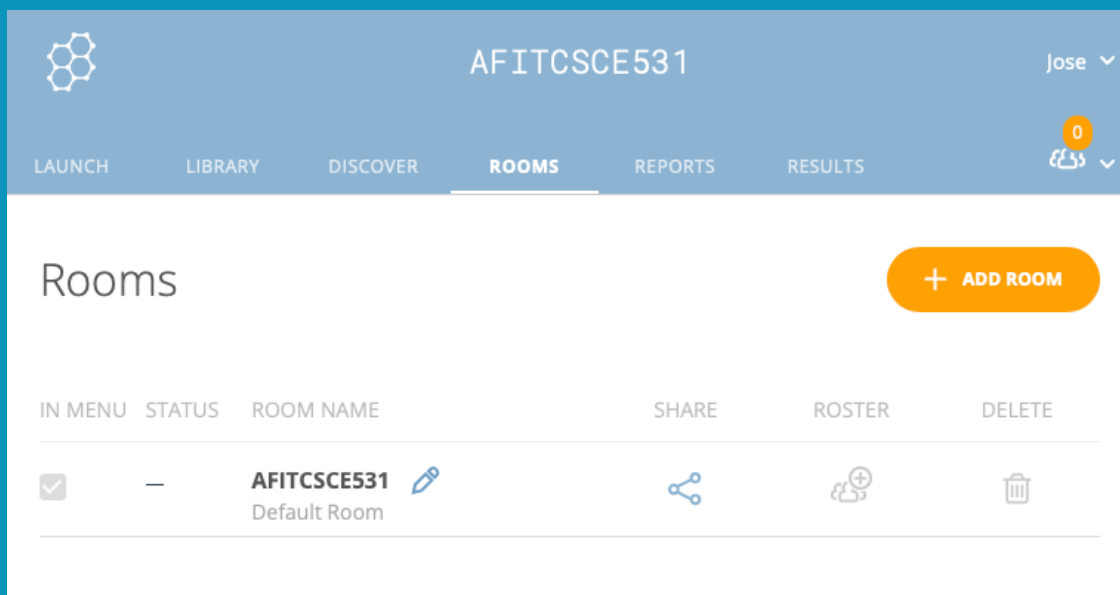 AFITCSCE531
Jose
0
LAUNCH LIBRARY DISCOVER ROOMS REPORTS RESULTS
Rooms
ADD ROOM
IN MENU STATUS ROOM NAME SHARE ROSTER DELETE
— AFITCSCE531
Default Room